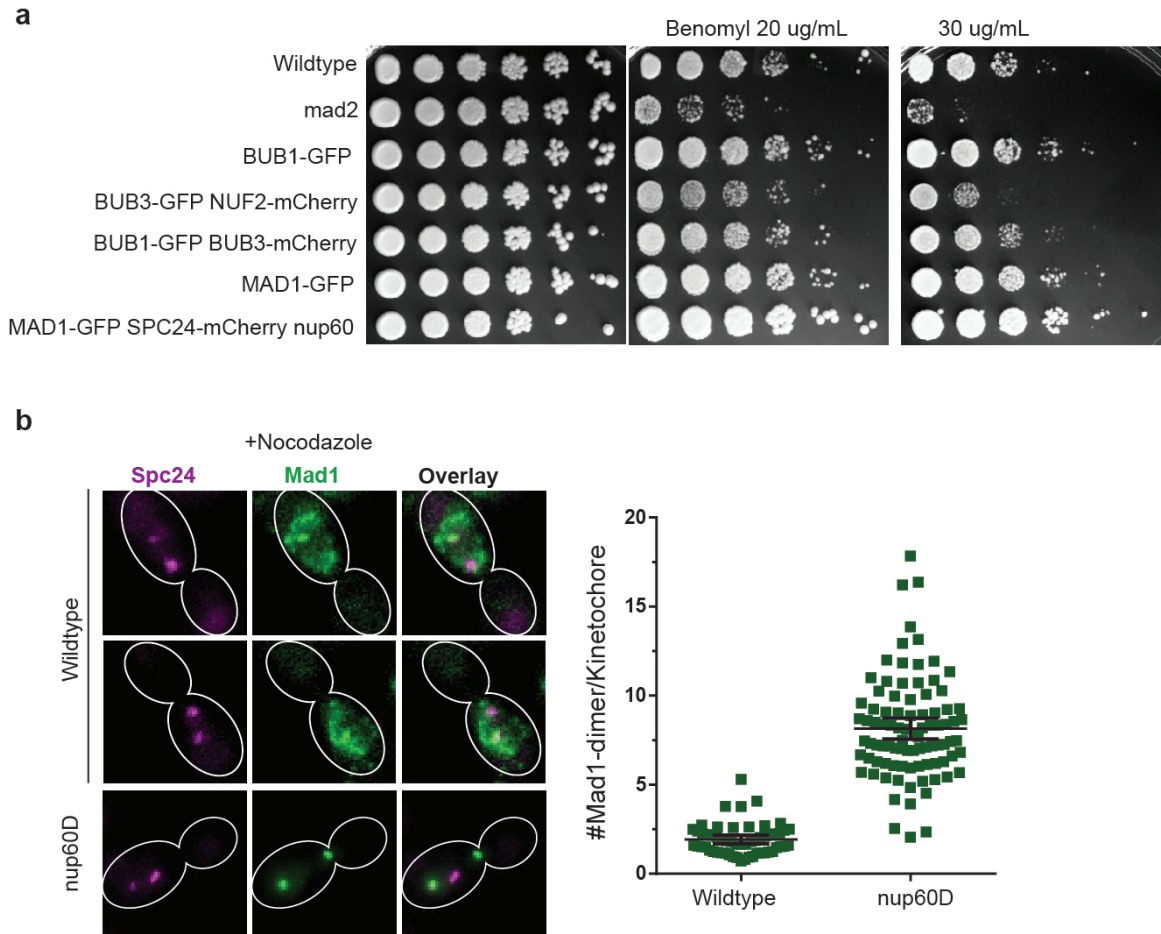 a
Benomyl 20 ug/mL
30 ug/mL
Wildtype
mad2
BUB1-GFP
BUB3-GFP NUF2-mCherry
BUB1-GFP BUB3-mCherry
MAD1-GFP
MAD1-GFP SPC24-mCherry nup60
b
+Nocodazole
Spc24
Mad1
Overlay
Wildtype
nup60D
#Mad1-dimer/Kinetochore
20
15
10
5
0
Wildtype
nup60D